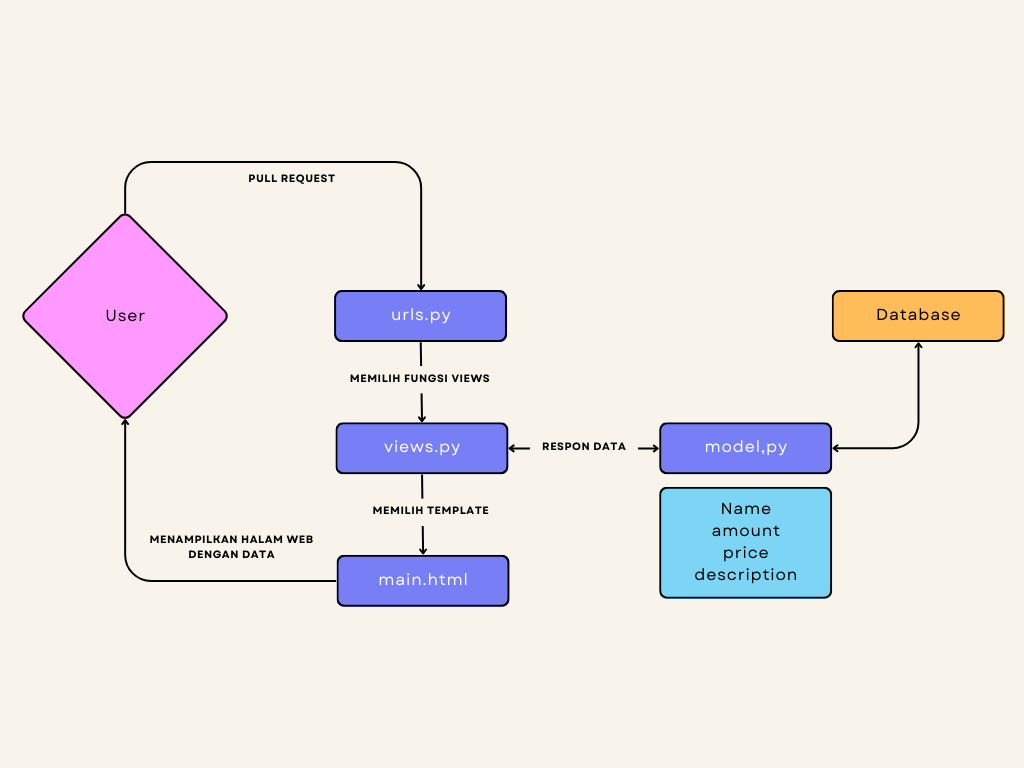 PULL REQUEST
User
urls.py
Database
MEMILIH FUNGSI VIEWS
views.py
RESPON DATA
model,py
MEMILIH TEMPLATE
Name
amount
price
description
MENAMPILKAN HALAM WEB
DENGAN DATA
main.html